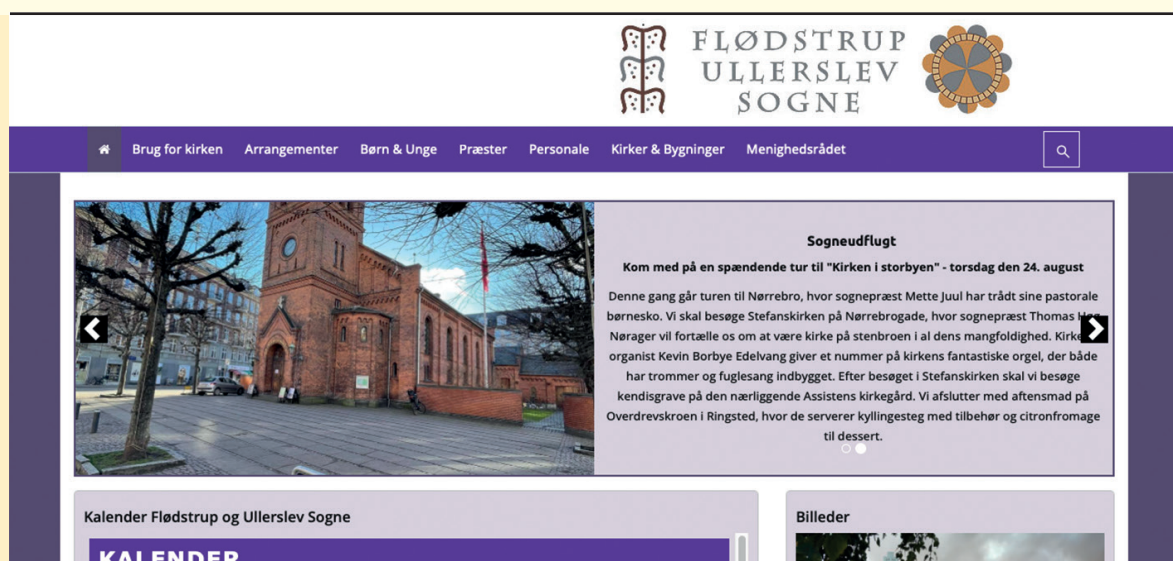 FLØDSTRUP
ULLERSLEV
SOGNE
Brug for kirken Arrangementer Børn & Unge Præster Personale Kirker & Bygninger Menighedsrådet
Sogneudflugt
Kom med på en spændende tur til "Kirken i storbyen" - torsdag den 24. august
Denne gang går turen til Nørrebro, hvor sognepræst Mette Juul har trådt sine pastorale
børnesko. Vi skal besøge Stefanskirken på Nørrebrogade, hvor sognepræst Thomas
Nørager vil fortælle os om at være kirke på stenbroen i al dens mangfoldighed.
organist Kevin Borbye Edelvang giver et nummer på kirkens fantastiske orgel, der både
har trommer og fuglesang indbygget. Efter besøget i Stefanskirken skal vi besøge
kendisgrave på den nærliggende Assistens kirkegård. Vi afslutter med aftensmad på
Overdrevskroen i Ringsted, hvor de serverer kyllingesteg med tilbehør og citronfromage
til dessert.
Kalender Flødstrup og Ullerslev Sogne
KALENDER
Billeder